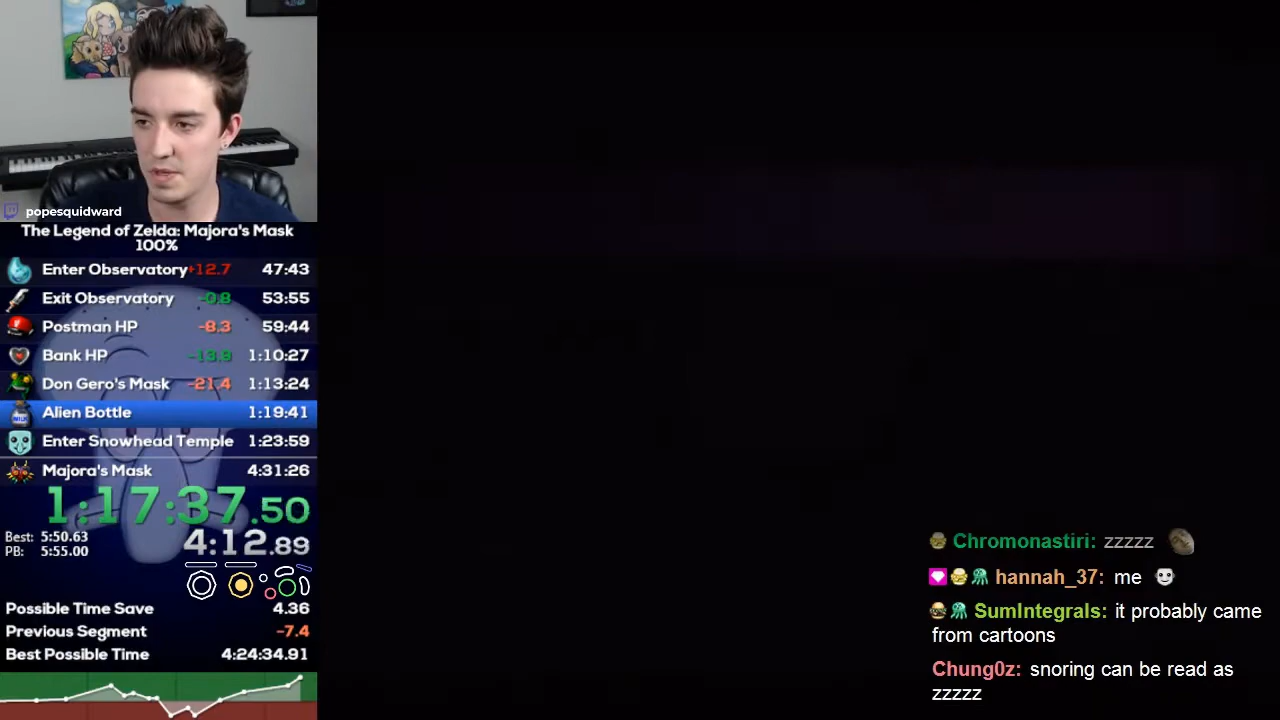 popesquidward
The Legend of Zelda: Majora's Mask
100%
Enter Observatory +12.7 47:43
Exit Observatory -0.8 53:55
Postman HP -8.3 59:44
Bank HP -13.9 1:10:27
Don Gero's Mask -21.4 1:13:24
Alien Bottle 1:19:41
Enter Snowhead Temple 1:23:59
Majora's Mask 4:31:26
1:17:37.50
Best: 5:50.63
PB: 5:55.00
4:12.89
Possible Time Save 4.36
Previous Segment -7.4
Best Possible Time 4:24:34.91
Chromonastiri: zzzzz
hannah_37: me
SumIntegrals: it probably came
from cartoons
Chung0z: snoring can be read as
zzzzz